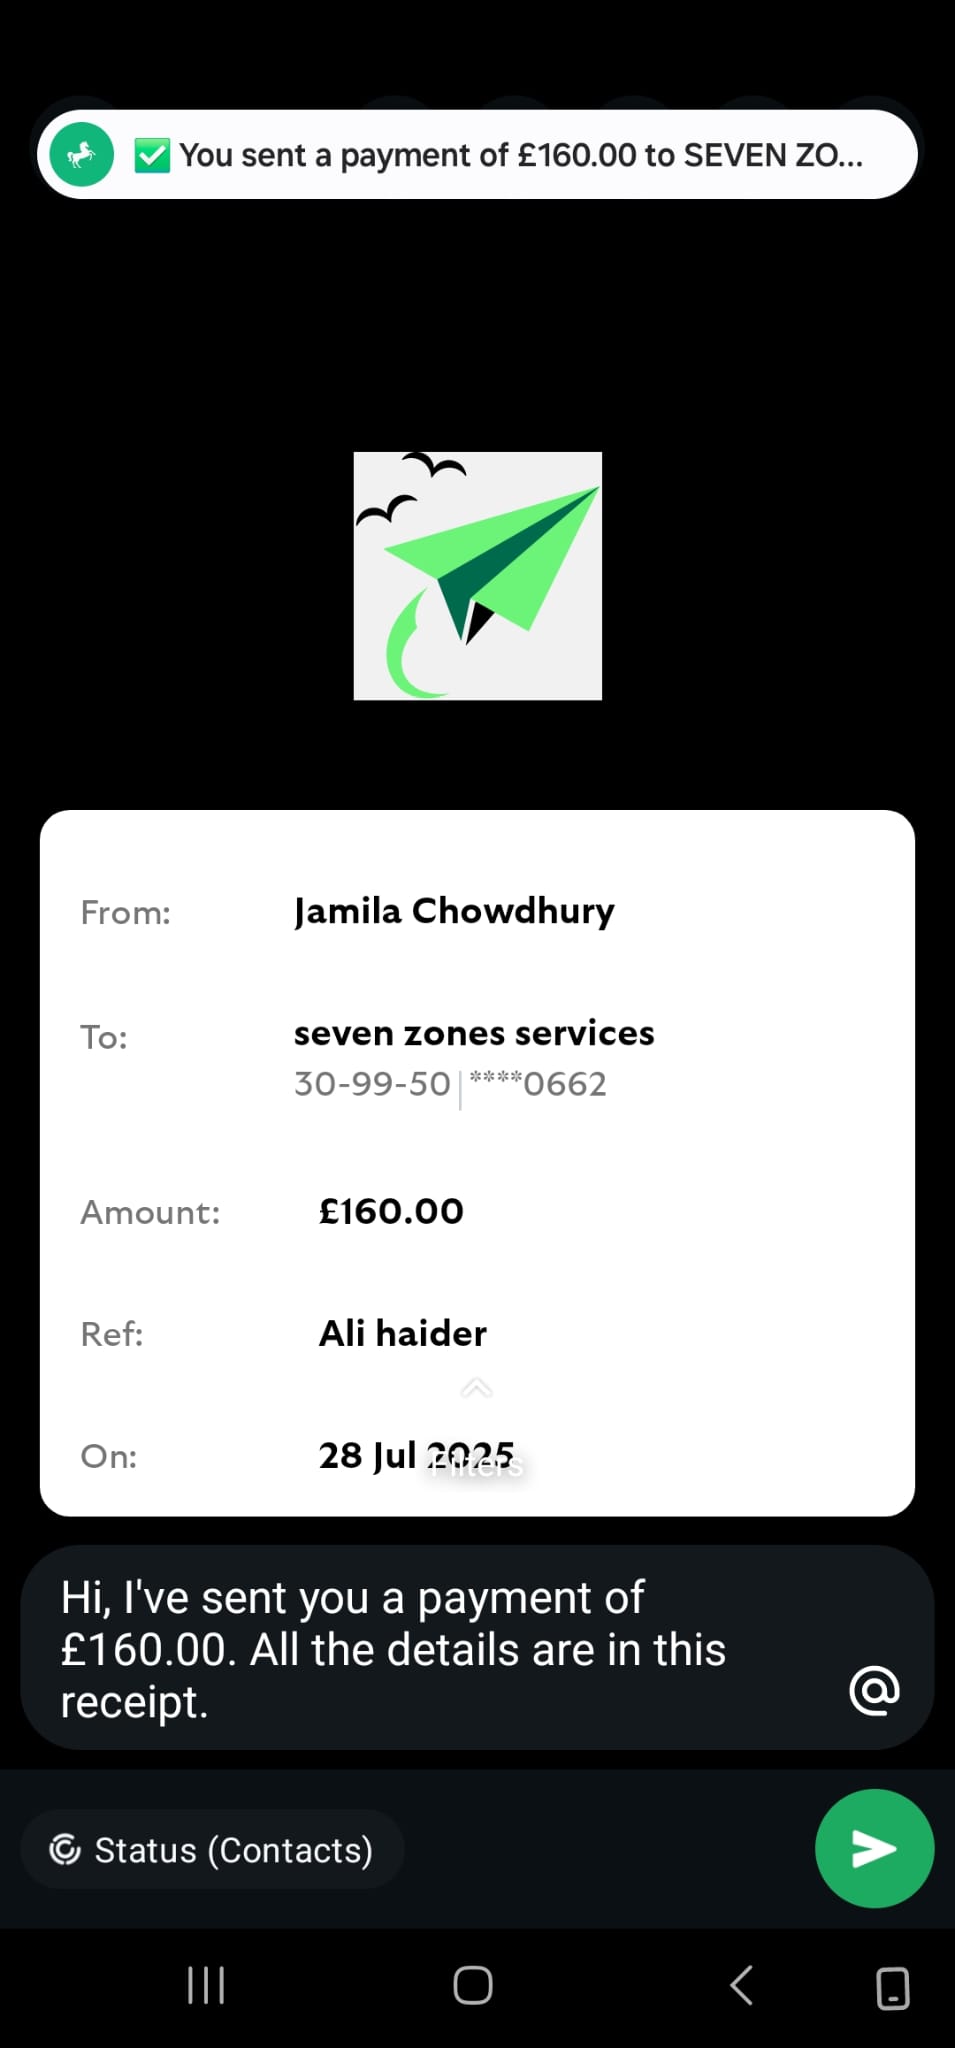 ✅ You sent a payment of £160.00 to SEVEN ZO...
From: Jamila Chowdhury
To: seven zones services
30-99-50 | ****0662
Amount: £160.00
Ref: Ali haider
On: 28 Jul 2025
Filters
Hi, I've sent you a payment of
£160.00. All the details are in this
receipt.
Status (Contacts)